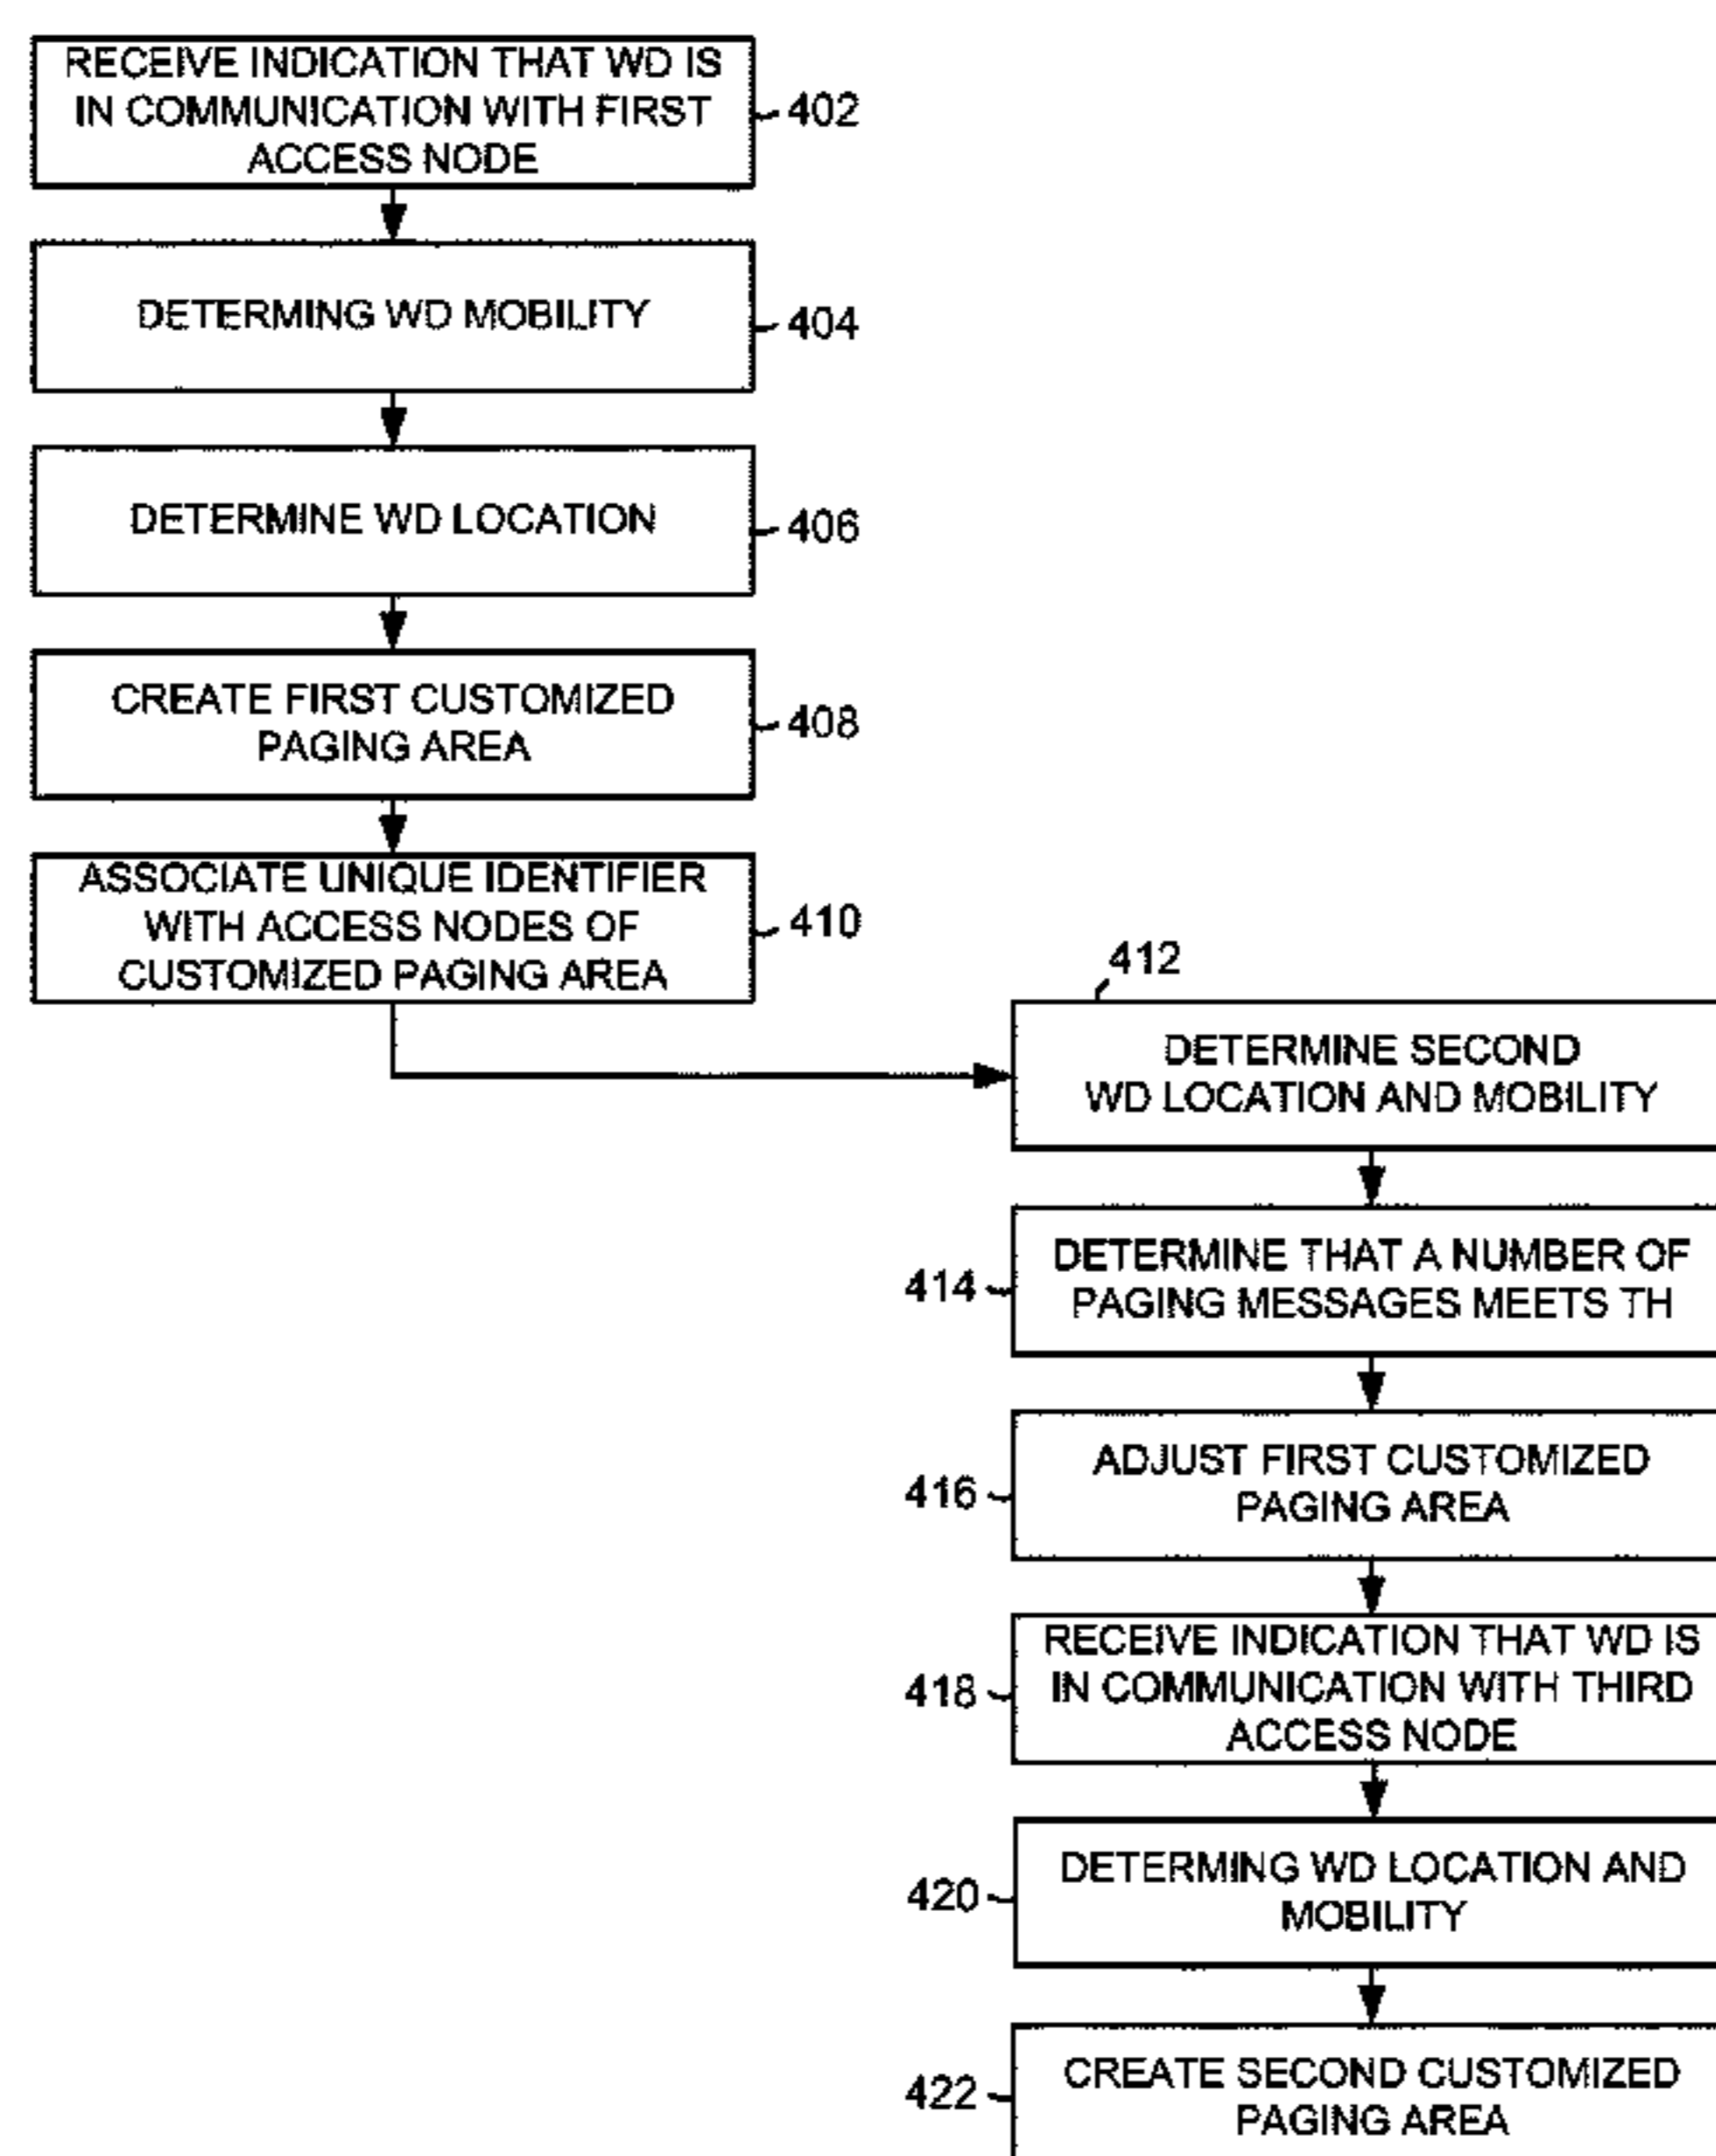 RECEIVE INDICATION THAT WD IS
IN COMMUNICATION WITH FIRST
ACCESS NODE
402
DETERMING WD MOBILITY
404
DETERMINE WD LOCATION
406
CREATE FIRST CUSTOMIZED
PAGING AREA
408
ASSOCIATE UNIQUE IDENTIFIER
WITH ACCESS NODES OF
CUSTOMIZED PAGING AREA
410
412
DETERMINE SECOND
WD LOCATION AND MOBILITY
DETERMINE THAT A NUMBER OF
PAGING MESSAGES MEETS TH
414
ADJUST FIRST CUSTOMIZED
PAGING AREA
416
RECEIVE INDICATION THAT WD IS
IN COMMUNICATION WITH THIRD
ACCESS NODE
418
DETERMING WD LOCATION AND
MOBILITY
420
CREATE SECOND CUSTOMIZED
PAGING AREA
422